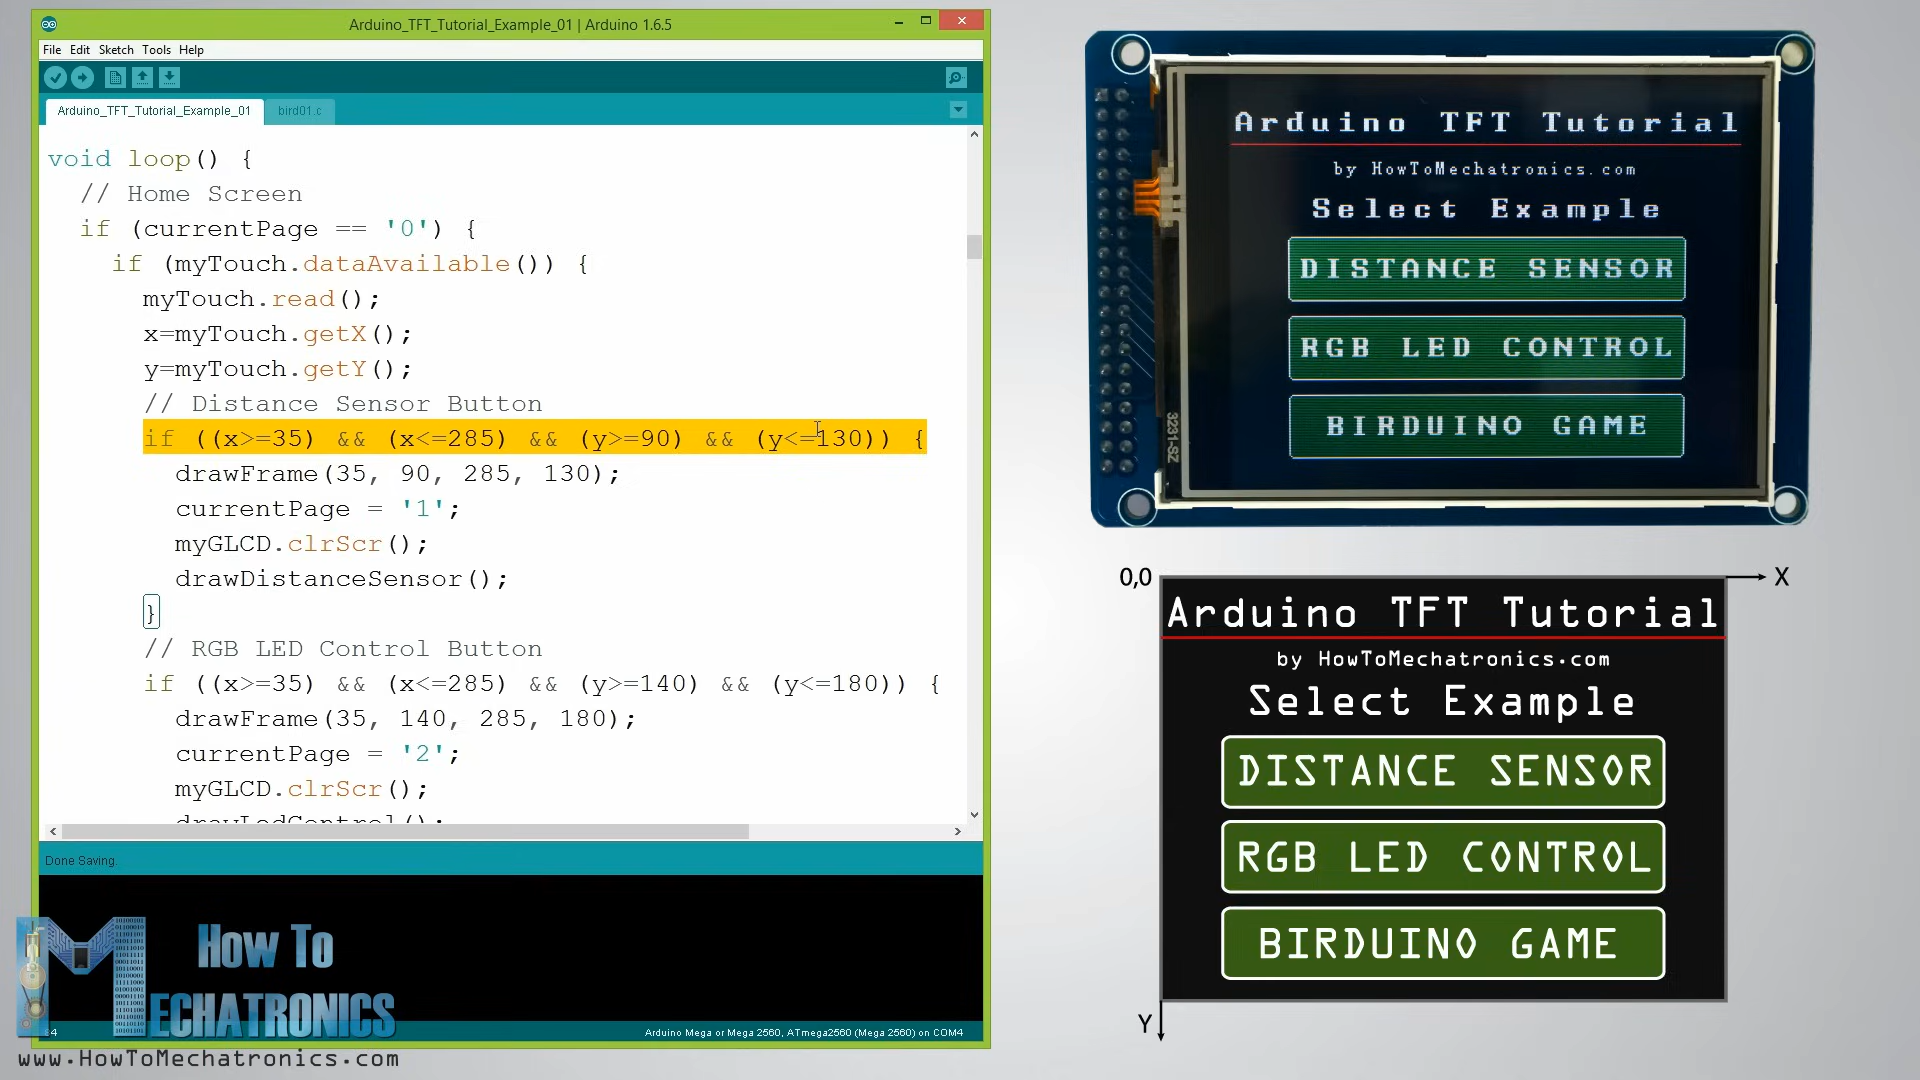 Arduino_TFT_Tutorial_Example_01 | Arduino 1.6.5
File Edit Sketch Tools Help
Arduino_TFT_Tutorial_Example_01 bird01.c
void loop() {
// Home Screen
if (currentPage == '0') {
if (myTouch.dataAvailable()) {
myTouch.read();
x=myTouch.getX();
y=myTouch.getY();
// Distance Sensor Button
if ((x>=35) && (x<=285) && (y>=90) && (y<=130)) {
drawFrame(35, 90, 285, 130);
currentPage = '1';
myGLCD.clrScr();
drawDistanceSensor();
}
// RGB LED Control Button
if ((x>=35) && (x<=285) && (y>=140) && (y<=180)) {
drawFrame(35, 140, 285, 180);
currentPage = '2';
myGLCD.clrScr();
drawLedControl();
Done Saving.
Arduino Mega or Mega 2560, ATmega2560 (Mega 2560) on COM4
How To
MECHATRONICS
www.HowToMechatronics.com
Arduino TFT Tutorial
by HowToMechatronics.com
Select Example
DISTANCE SENSOR
RGB LED CONTROL
BIRDUINO GAME
3231-SZ
0,0 X
Arduino TFT Tutorial
by HowToMechatronics.com
Select Example
DISTANCE SENSOR
RGB LED CONTROL
BIRDUINO GAME
Y